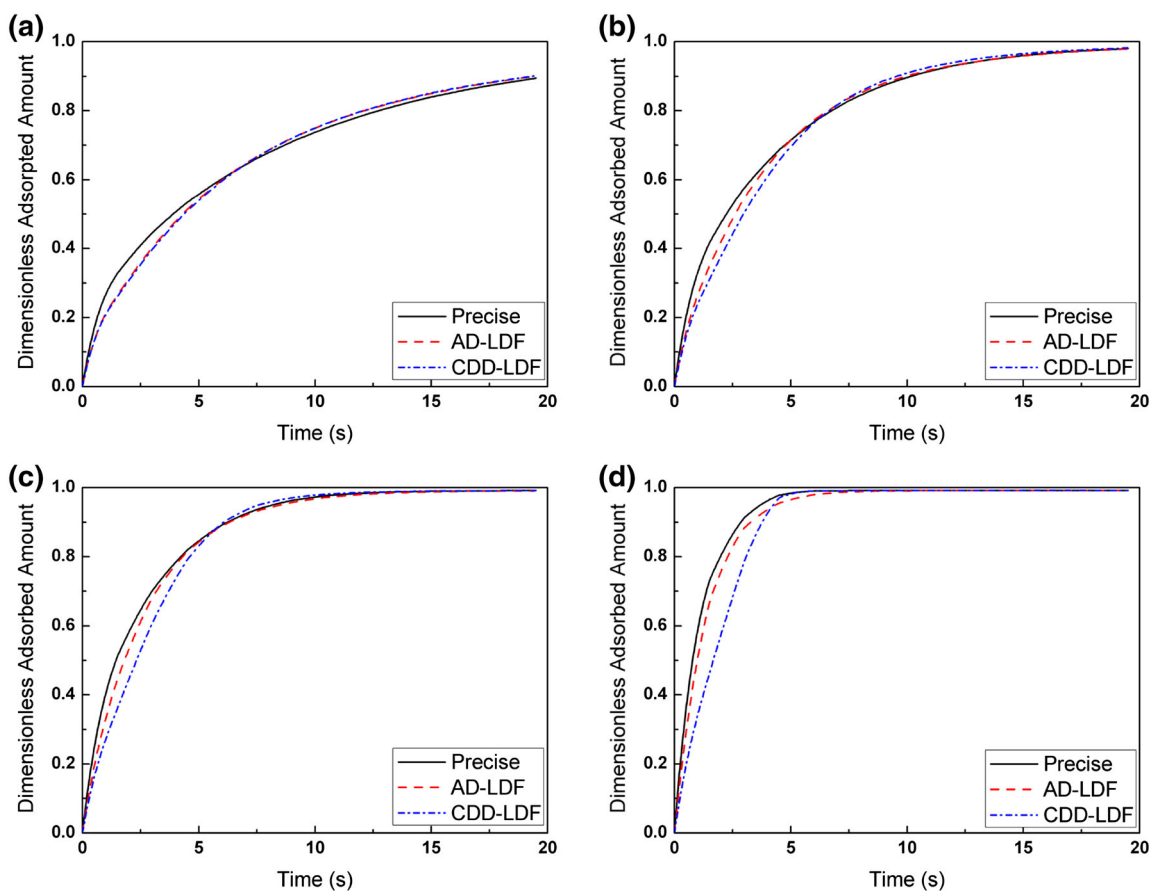 (a)
Dimensionless Adsorpted Amount
1.0
0.8
0.6
0.4
0.2
0.0
0 5 10 15 20
Time (s)
Precise
AD-LDF
CDD-LDF
(b)
Dimensionless Adsorbed Amount
1.0
0.8
0.6
0.4
0.2
0.0
0 5 10 15 20
Time (s)
Precise
AD-LDF
CDD-LDF
(c)
Dimensionless Adsorbed Amount
1.0
0.8
0.6
0.4
0.2
0.0
0 5 10 15 20
Time (s)
Precise
AD-LDF
CDD-LDF
(d)
Dimensionless Adsorbed Amount
1.0
0.8
0.6
0.4
0.2
0.0
0 5 10 15 20
Time (s)
Precise
AD-LDF
CDD-LDF